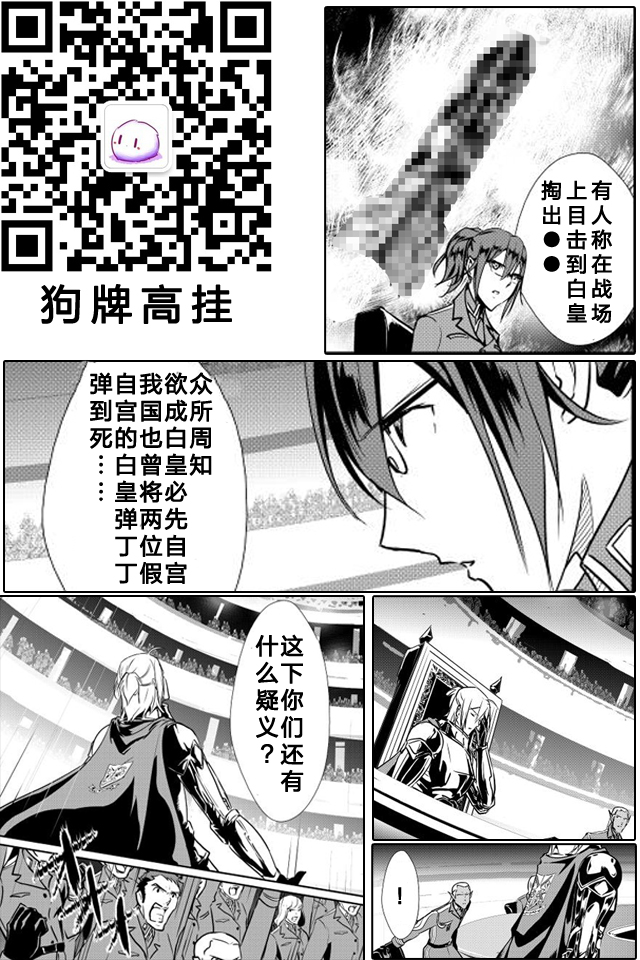 狗牌高挂
有人称在战场
上目击到白皇
掏出●●
众所周知
欲成白皇必先自宫
我国也曾将两位假
自宫的白皇弹丁丁
弹到死……
这下你们还有
什么疑义？
！